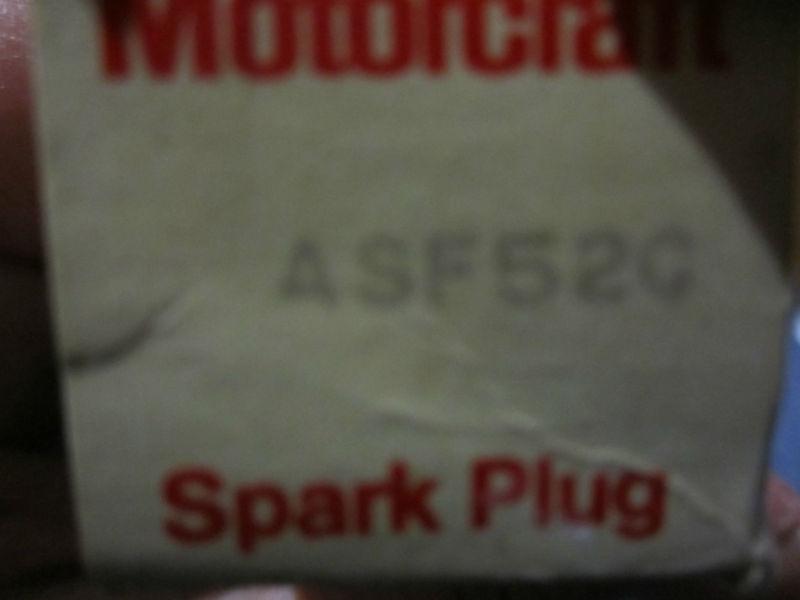 Motorcraft
ASF52C
Spark Plug